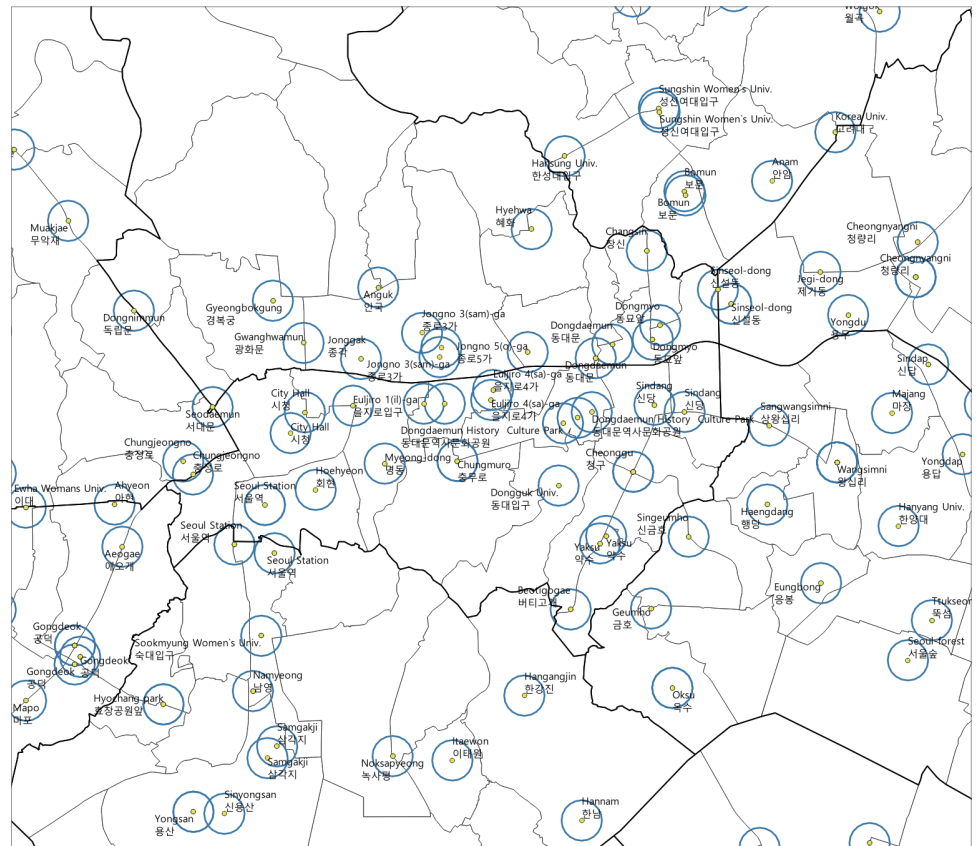 월곡
Sungshin Women's Univ.
성신여대입구
Sungshin Women's Univ.
성신여대입구
Korea Univ.
고려대
Hansung Univ.
한성대입구
Anam
안암
Bomun
보문
Bomun
보문
Hyehwa
혜화
Muakjae
무악재
Changsin
창신
Cheongnyangni
청량리
Cheongnyangni
청량리
Sinseol-dong
신설동
Jegi-dong
제기동
Anguk
안국
Gyeongbokgung
경복궁
Dongnimmun
독립문
Sinseol-dong
신설동
Dongmyo
동묘앞
Jongno 3(sam)-ga
종로3가
Yongdu
용두
Dongdaemun
동대문
Gwanghwamun
광화문
Jonggak
종각
Jongno 5(o)-ga
종로5가
Dongmyo
동묘앞
Sindap
신답
Jongno 3(sam)-ga
종로3가
Dongdaemun
동대문
Euljiro 4(sa)-ga
을지로4가
Sindang
신당
Sindang
신당
Majang
마장
City Hall
시청
Euljiro 1(il)-ga
을지로입구
Euljiro 4(sa)-ga
을지로4가
Sangwangsimni
상왕십리
Seodaemun
서대문
Dongdaemun History Culture Park
동대문역사문화공원
Dongdaemun History Culture Park
동대문역사문화공원
City Hall
시청
Chungjeongno
충정로
Chungjeongno
충정로
Myeong-dong
명동
Chungmuro
충무로
Cheonggu
청구
Wangsimni
왕십리
Yongdap
용답
Hoehyeon
회현
Ewha Womans Univ.
이대
Ahyeon
아현
Seoul Station
서울역
Dongguk Univ.
동대입구
Haengdang
행당
Hanyang Univ.
한양대
Singeumho
신금호
Seoul Station
서울역
Yaksu
약수
Yaksu
약수
Aeogae
애오개
Seoul Station
서울역
Eungbong
응봉
Beotigogae
버티고개
Geumho
금호
Ttukseom
뚝섬
Gongdeok
공덕
Sookmyung Women's Univ.
숙대입구
Seoul-forest
서울숲
Gongdeok
공덕
Gongdeok
공덕
Namyeong
남영
Hangangjin
한강진
Oksu
옥수
Hyochang park
효창공원앞
Mapo
마포
Samgakji
삼각지
Samgakji
삼각지
Itaewon
이태원
Noksapyeong
녹사평
Sinyongsan
신용산
Yongsan
용산
Hannam
한남